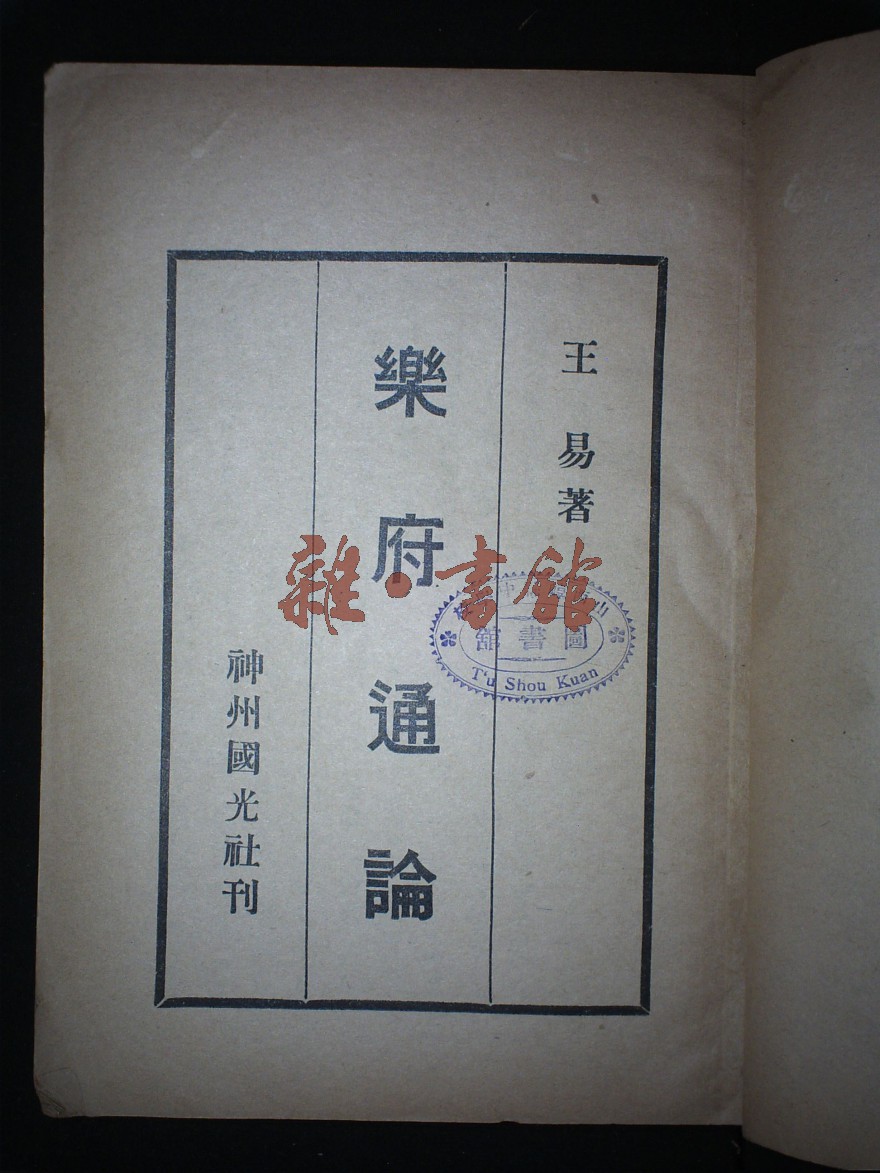 王易著
樂府通論
神州國光社刊
雜·書館
圖書館
T'u Shou Kuan